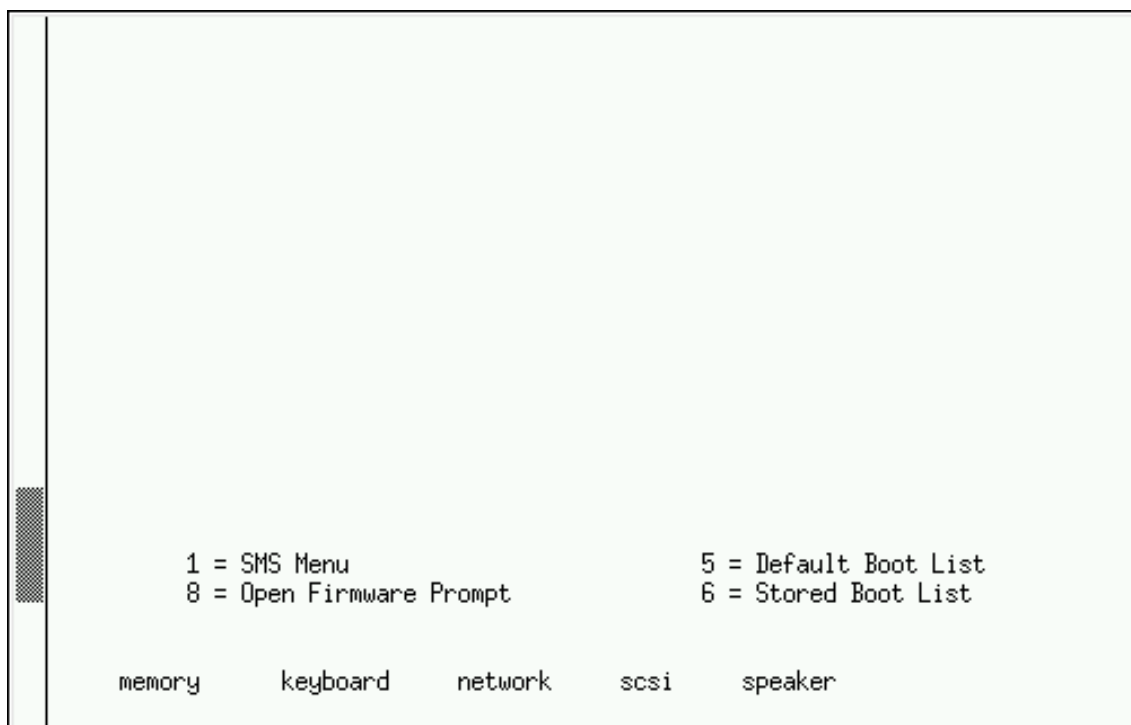 1 = SMS Menu 5 = Default Boot List
8 = Open Firmware Prompt 6 = Stored Boot List
memory keyboard network scsi speaker